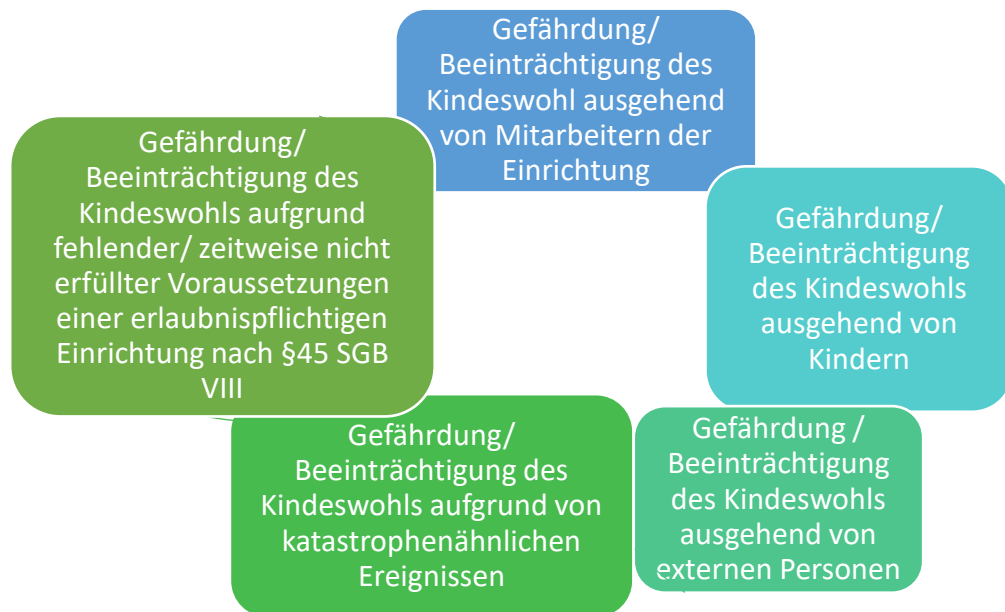 Gefährdung/
Beeinträchtigung des
Kindeswohl ausgehend
von Mitarbeitern der
Einrichtung
Gefährdung/
Beeinträchtigung
des Kindeswohls
ausgehend von
Kindern
Gefährdung /
Beeinträchtigung
des Kindeswohls
ausgehend von
externen Personen
Gefährdung/
Beeinträchtigung des
Kindeswohls aufgrund von
katastrophenähnlichen
Ereignissen
Gefährdung/
Beeinträchtigung des
Kindeswohls aufgrund
fehlender/ zeitweise nicht
erfüllter Voraussetzungen
einer erlaubnispflichtigen
Einrichtung nach §45 SGB
VIII